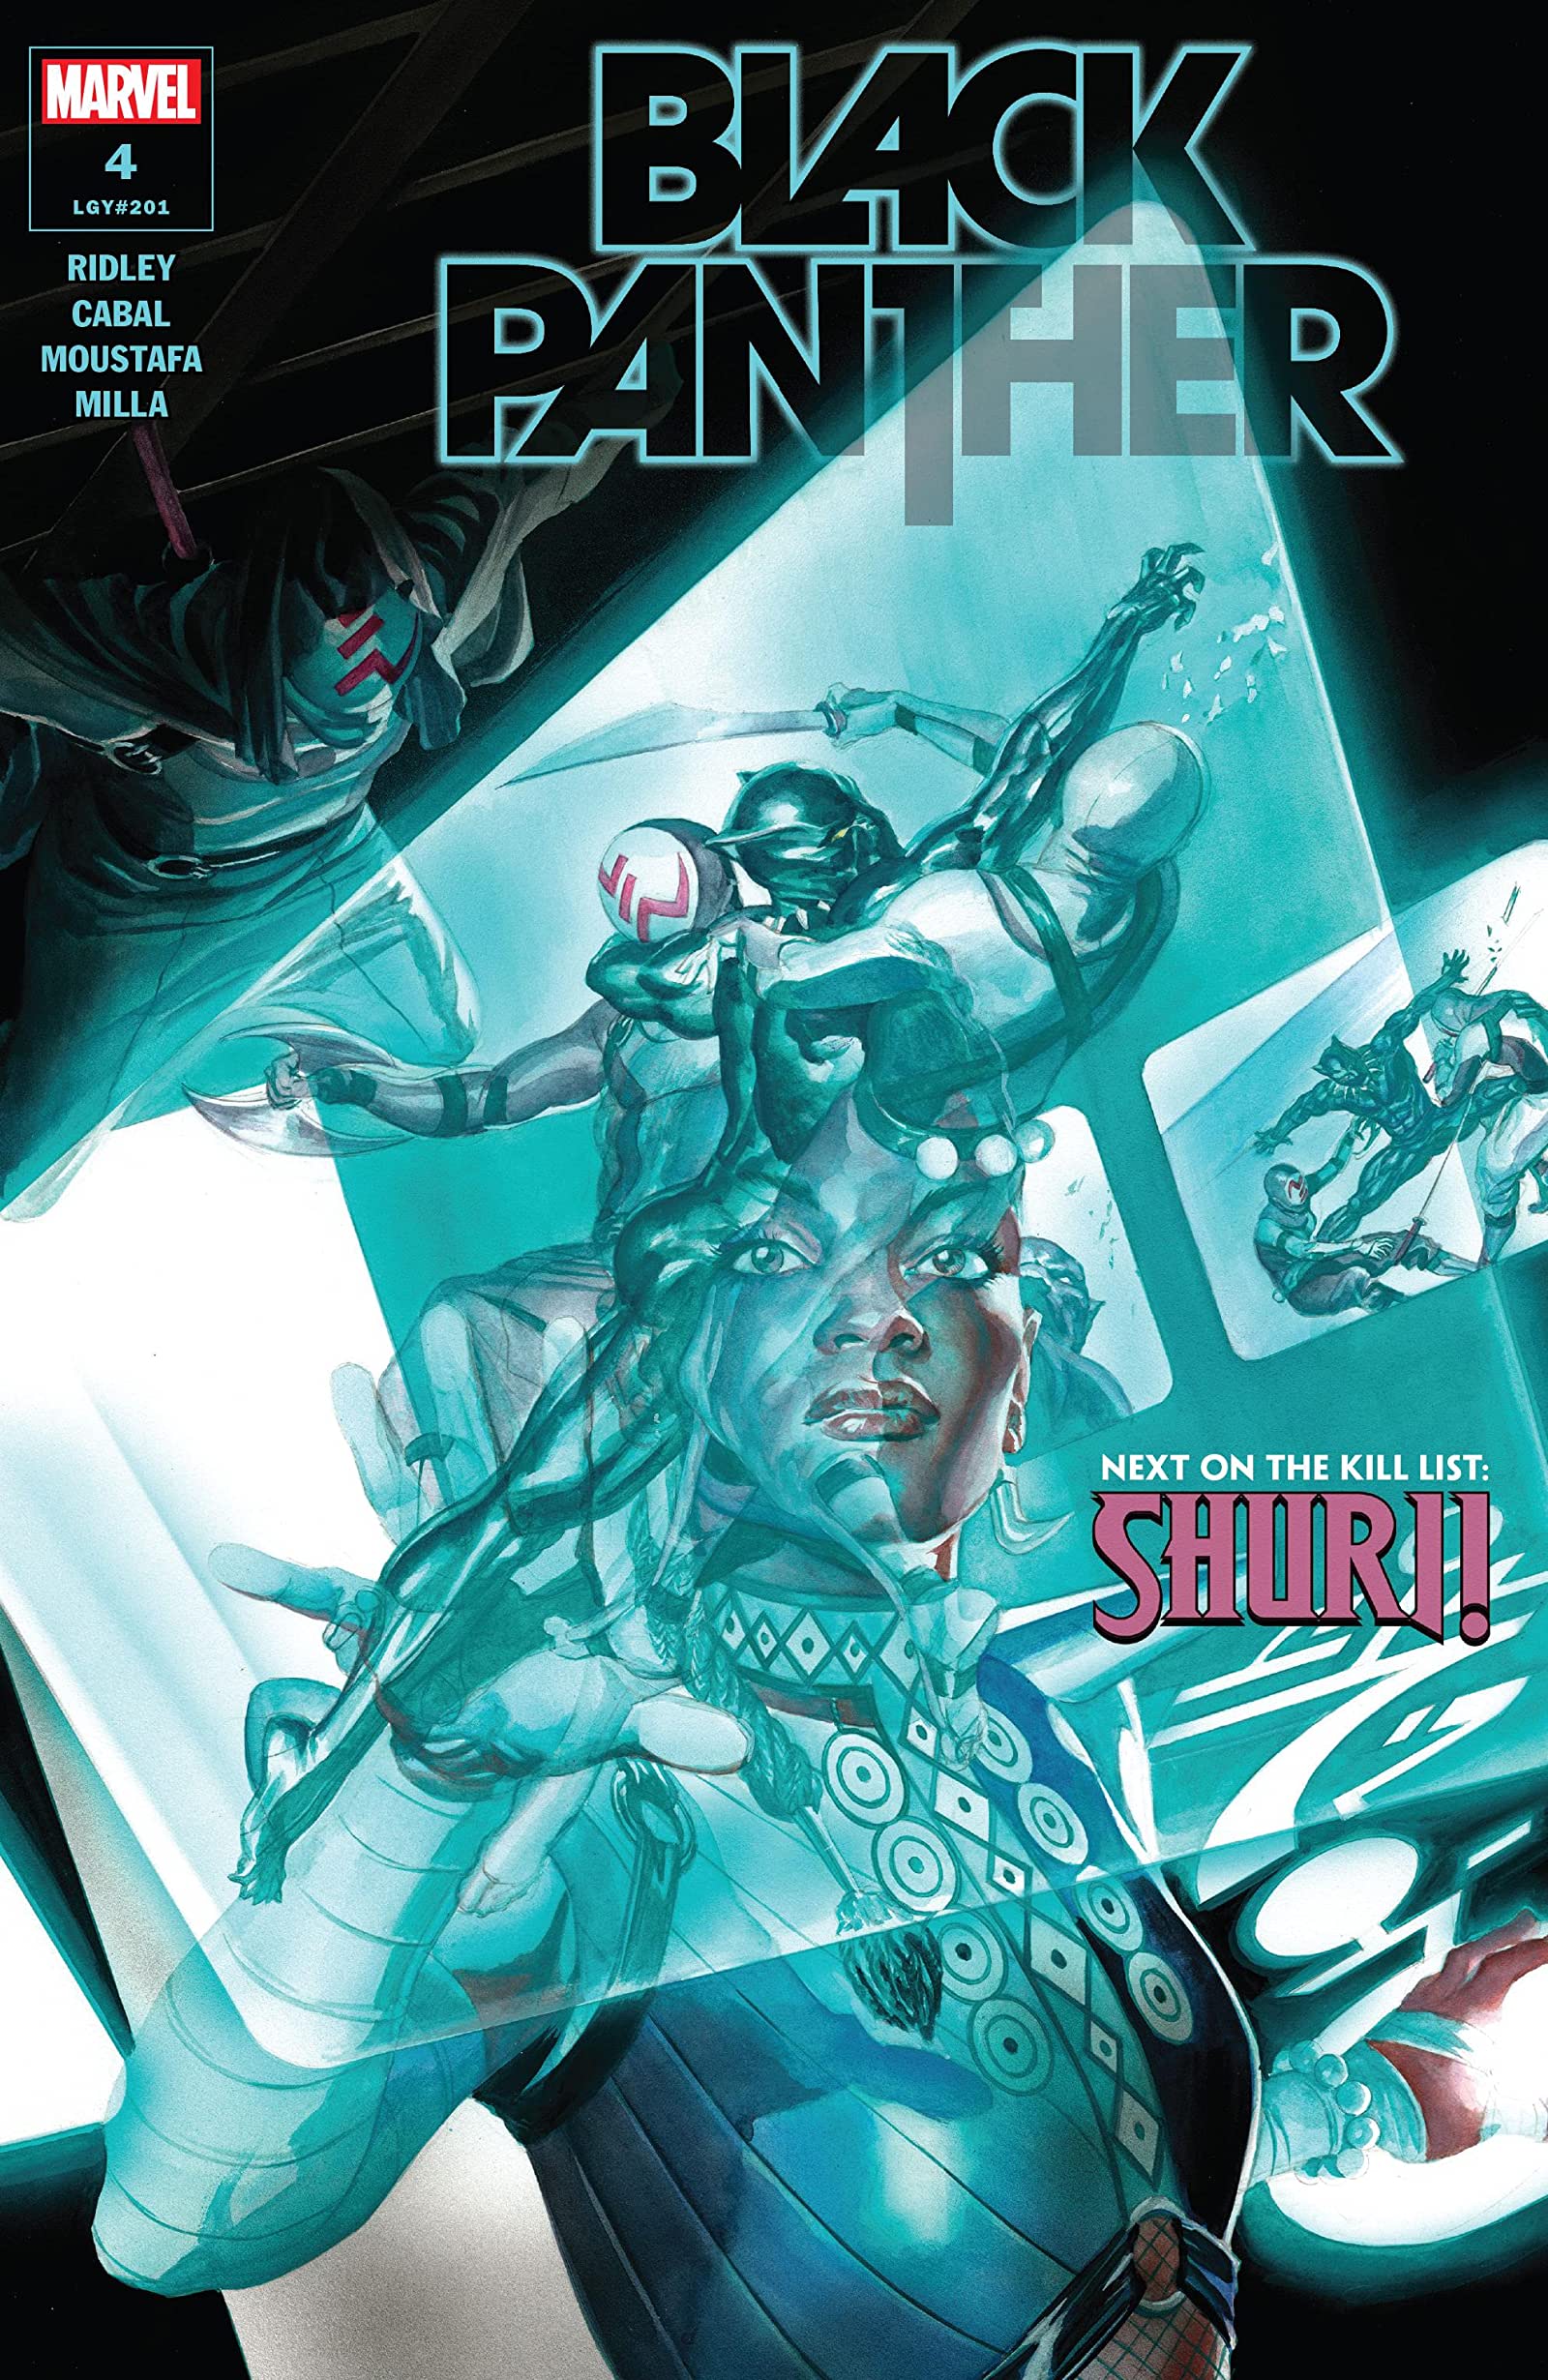 MARVEL
4
LGY#201
RIDLEY
CABAL
MOUSTAFA
MILLA
BLACK
PANTHER
NEXT ON THE KILL LIST:
SHURI!